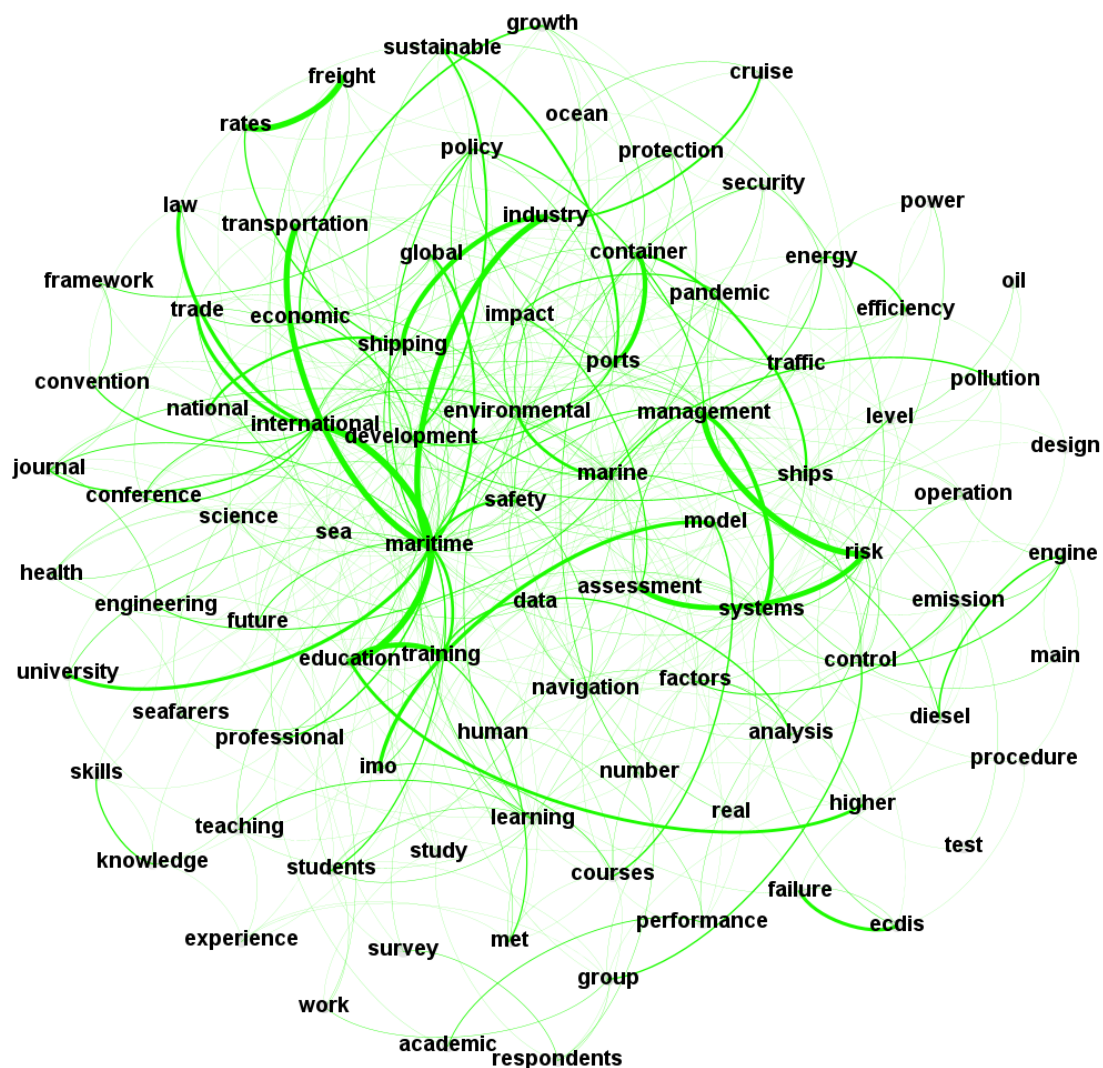 growth
sustainable
freight
cruise
ocean
rates
policy
protection
security
power
law
transportation
industry
global
container
energy
framework
oil
trade
economic
impact
pandemic
efficiency
shipping
ports
traffic
convention
pollution
national
international
development
environmental
management
level
design
journal
conference
marine
ships
operation
safety
science
sea
maritime
model
risk
engine
health
engineering
future
data
assessment
systems
emission
university
education
training
navigation
factors
control
main
seafarers
professional
human
analysis
diesel
skills
imo
number
procedure
teaching
learning
real
higher
knowledge
students
study
courses
test
failure
experience
survey
met
performance
ecdis
work
group
academic
respondents